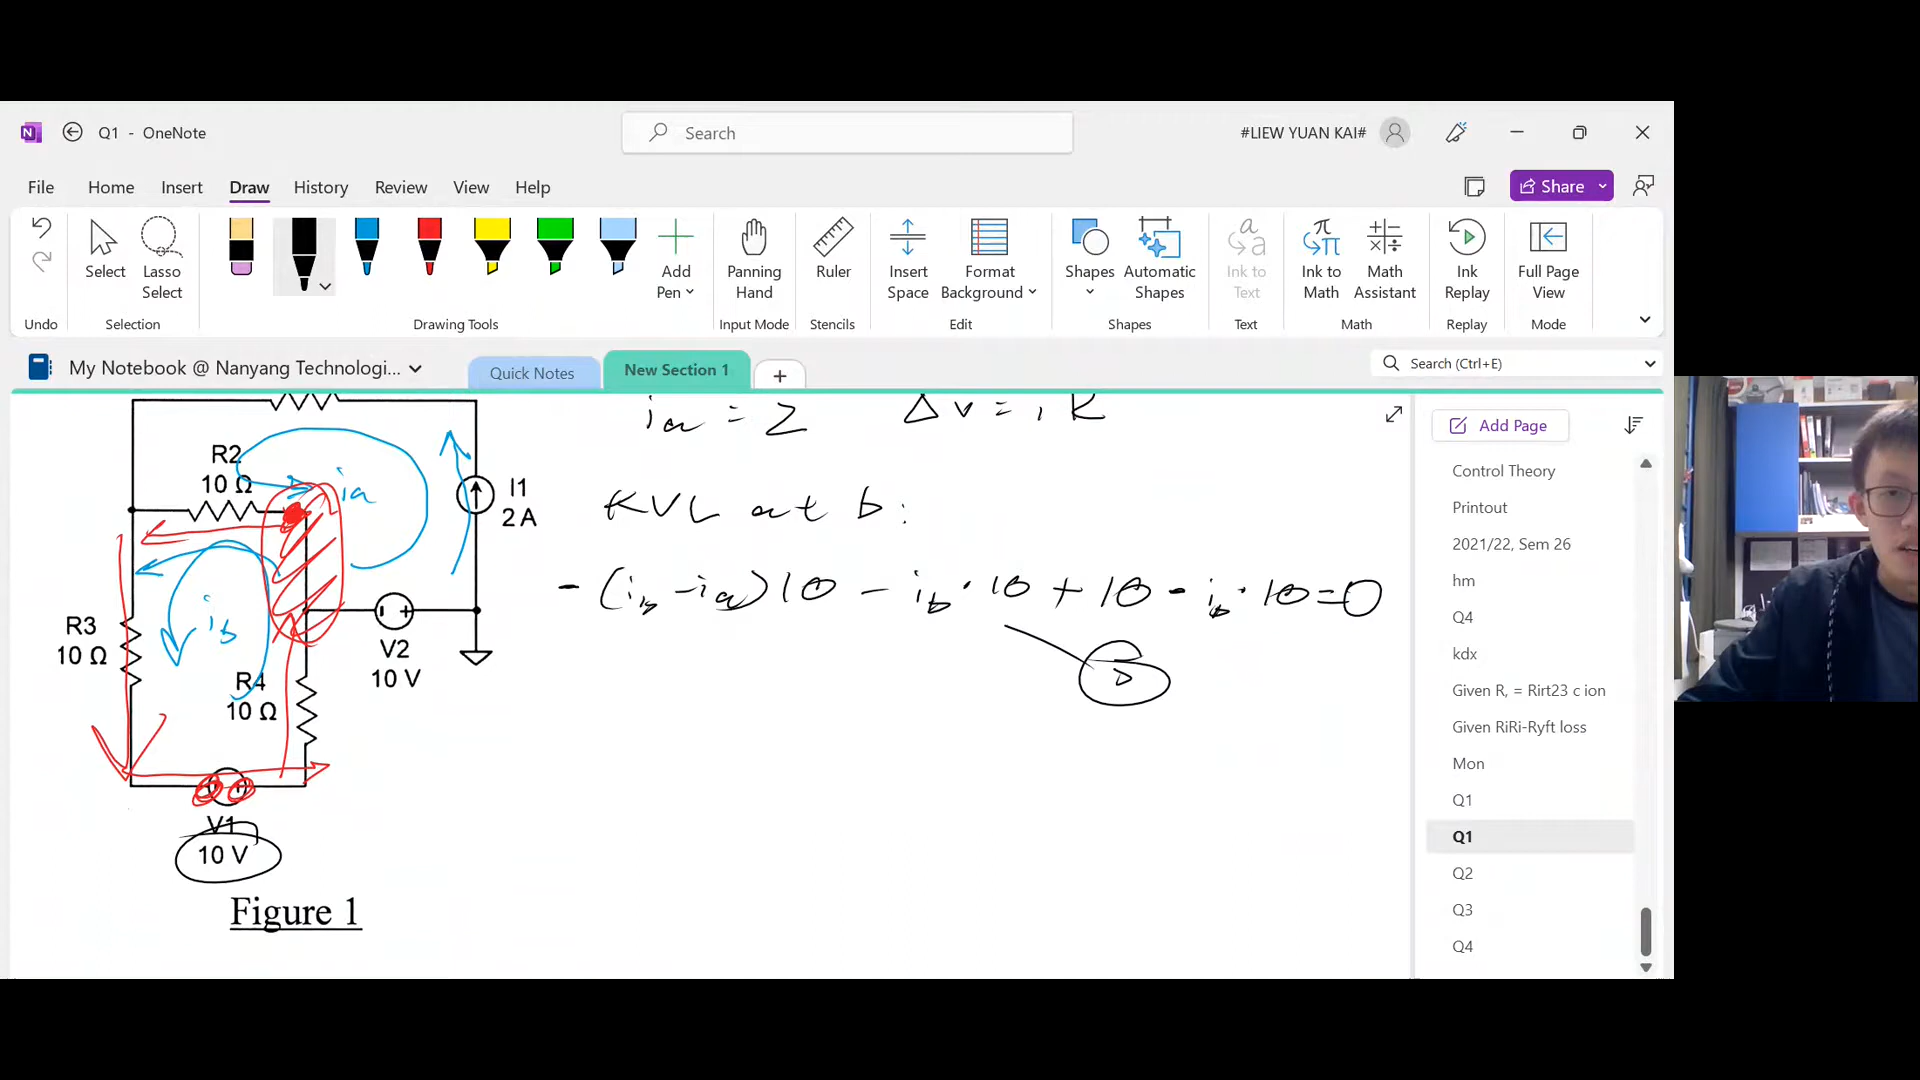 Q1 - OneNote
Search
#LIEW YUAN KAI#
File Home Insert Draw History Review View Help
Share
Undo
Select
Lasso Select
Selection
Drawing Tools
Add Pen
Panning Hand
Input Mode
Ruler
Stencils
Insert Space
Format Background
Edit
Shapes
Automatic Shapes
Shapes
Ink to Text
Text
Ink to Math
Math Assistant
Math
Ink Replay
Replay
Full Page View
Mode
My Notebook @ Nanyang Technologi...
Quick Notes
New Section 1
Search (Ctrl+E)
Add Page
Control Theory
Printout
2021/22, Sem 26
hm
Q4
kdx
Given R, = Rirt23 c ion
Given RiRi-Ryft loss
Mon
Q1
Q1
Q2
Q3
Q4
R2
10 Ω
ia
I1
2 A
R3
10 Ω
ib
V2
10 V
R4
10 Ω
V1
10 V
Figure 1
ia = 2 Δv = iR
KVL at b:
- (ib - ia) 10 - ib · 10 + 10 - ib · 10 = 0